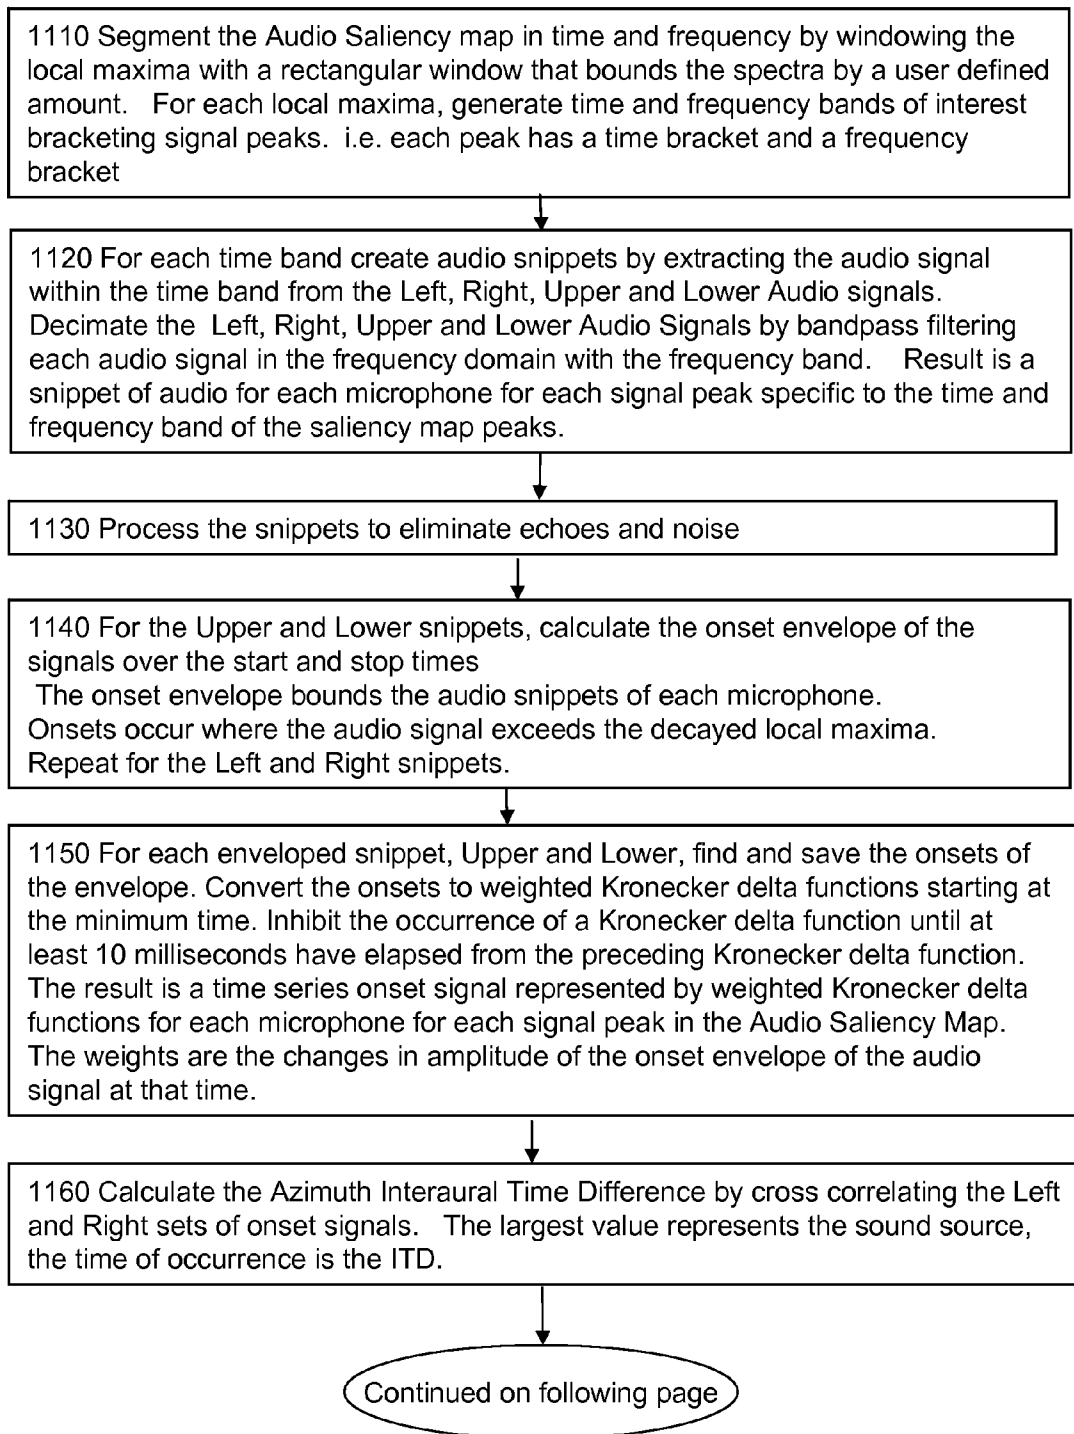 1110 Segment the Audio Saliency map in time and frequency by windowing the
local maxima with a rectangular window that bounds the spectra by a user defined
amount.   For each local maxima, generate time and frequency bands of interest
bracketing signal peaks.  i.e. each peak has a time bracket and a frequency
bracket
1120 For each time band create audio snippets by extracting the audio signal
within the time band from the Left, Right, Upper and Lower Audio signals.
Decimate the  Left, Right, Upper and Lower Audio Signals by bandpass filtering
each audio signal in the frequency domain with the frequency band.    Result is a
snippet of audio for each microphone for each signal peak specific to the time and
frequency band of the saliency map peaks.
1130 Process the snippets to eliminate echoes and noise
1140 For the Upper and Lower snippets, calculate the onset envelope of the
signals over the start and stop times
The onset envelope bounds the audio snippets of each microphone.
Onsets occur where the audio signal exceeds the decayed local maxima.
Repeat for the Left and Right snippets.
1150 For each enveloped snippet, Upper and Lower, find and save the onsets of
the envelope. Convert the onsets to weighted Kronecker delta functions starting at
the minimum time. Inhibit the occurrence of a Kronecker delta function until at
least 10 milliseconds have elapsed from the preceding Kronecker delta function.
The result is a time series onset signal represented by weighted Kronecker delta
functions for each microphone for each signal peak in the Audio Saliency Map.
The weights are the changes in amplitude of the onset envelope of the audio
signal at that time.
1160 Calculate the Azimuth Interaural Time Difference by cross correlating the Left
and Right sets of onset signals.   The largest value represents the sound source,
the time of occurrence is the ITD.
Continued on following page